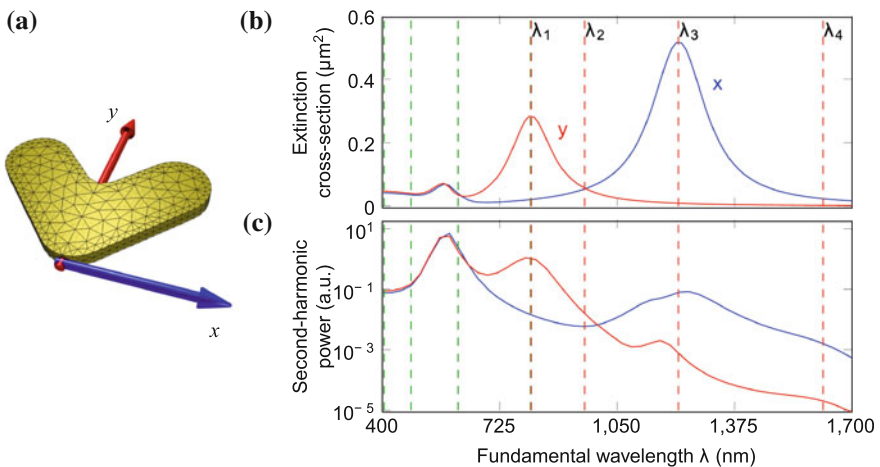 (a)
y
x
(b)
Extinction
cross-section (μm²)
0.6
0.4
0.2
0
λ₁
λ₂
λ₃
λ₄
x
y
(c)
Second-harmonic
power (a.u.)
10¹
10⁻¹
10⁻³
10⁻⁵
400
725
1,050
1,375
1,700
Fundamental wavelength λ (nm)